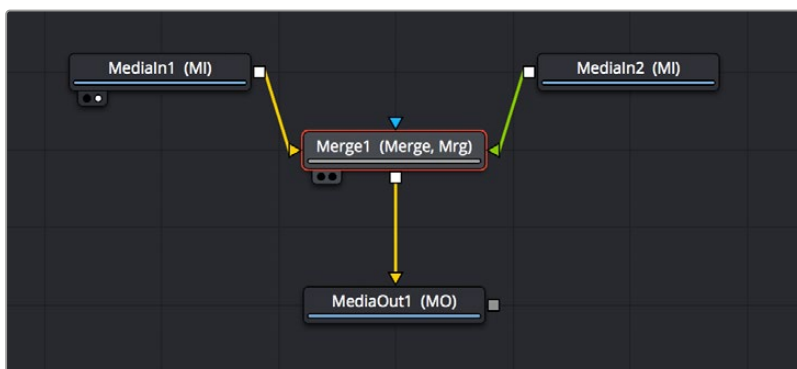 MediaIn1 (MI)
MediaIn2 (MI)
Merge1 (Merge, Mrg)
MediaOut1 (MO)